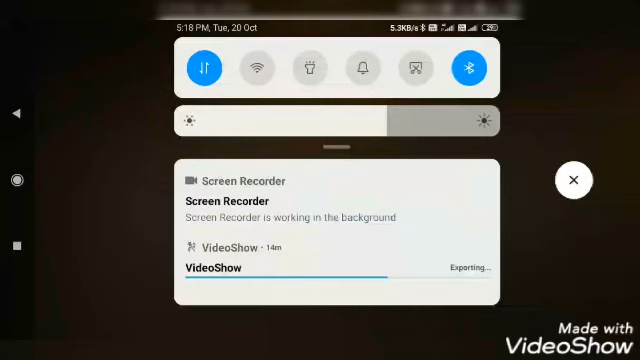 5:18 PM, Tue, 20 Oct
5.3KB/s
Screen Recorder
Screen Recorder
Screen Recorder is working in the background
VideoShow • 14m
VideoShow
Exporting...
Made with
VideoShow